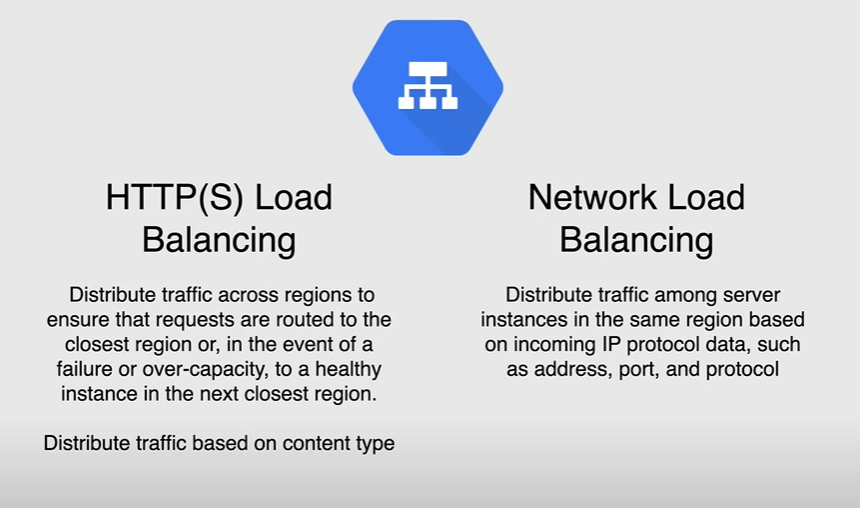 HTTP(S) Load
Balancing
Distribute traffic across regions to
ensure that requests are routed to the
closest region or, in the event of a
failure or over-capacity, to a healthy
instance in the next closest region.
Distribute traffic based on content type
Network Load
Balancing
Distribute traffic among server
instances in the same region based
on incoming IP protocol data, such
as address, port, and protocol